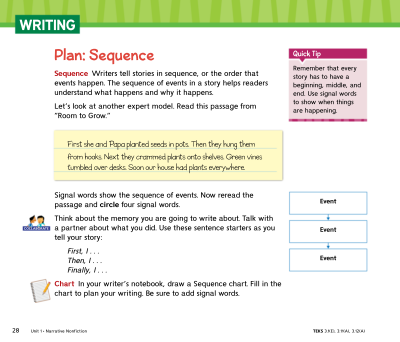 WRITING
Plan: Sequence
Sequence Writers tell stories in sequence, or the order that
events happen. The sequence of events in a story helps readers
understand what happens and why it happens.
Let's look at another expert model. Read this passage from
"Room to Grow."
Quick Tip
Remember that every
story has to have a
beginning, middle, and
end. Use signal words
to show when things
are happening.
First she and Papa planted seeds in pots. Then they hung them
from hooks. Next they crammed plants onto shelves. Green vines
tumbled over desks. Soon our house had plants everywhere.
Signal words show the sequence of events. Now reread the
passage and circle four signal words.
COLLABORATE
Think about the memory you are going to write about. Talk with
a partner about what you did. Use these sentence starters as you
tell your story:
First, I . . .
Then, I . . .
Finally, I . . .
Chart In your writer's notebook, draw a Sequence chart. Fill in the
chart to plan your writing. Be sure to add signal words.
Event
Event
Event
28 Unit 1 • Narrative Nonfiction
TEKS 3.1(C), 3.11(A), 3.12(A)